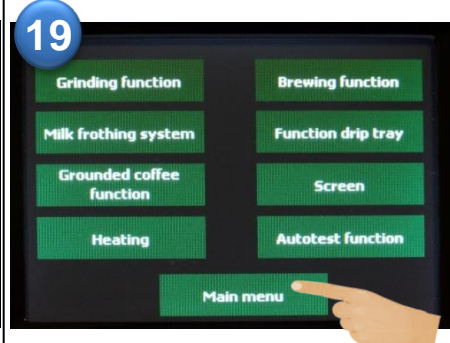 19
Grinding function
Brewing function
Milk frothing system
Function drip tray
Grounded coffee
function
Screen
Heating
Autotest function
Main menu